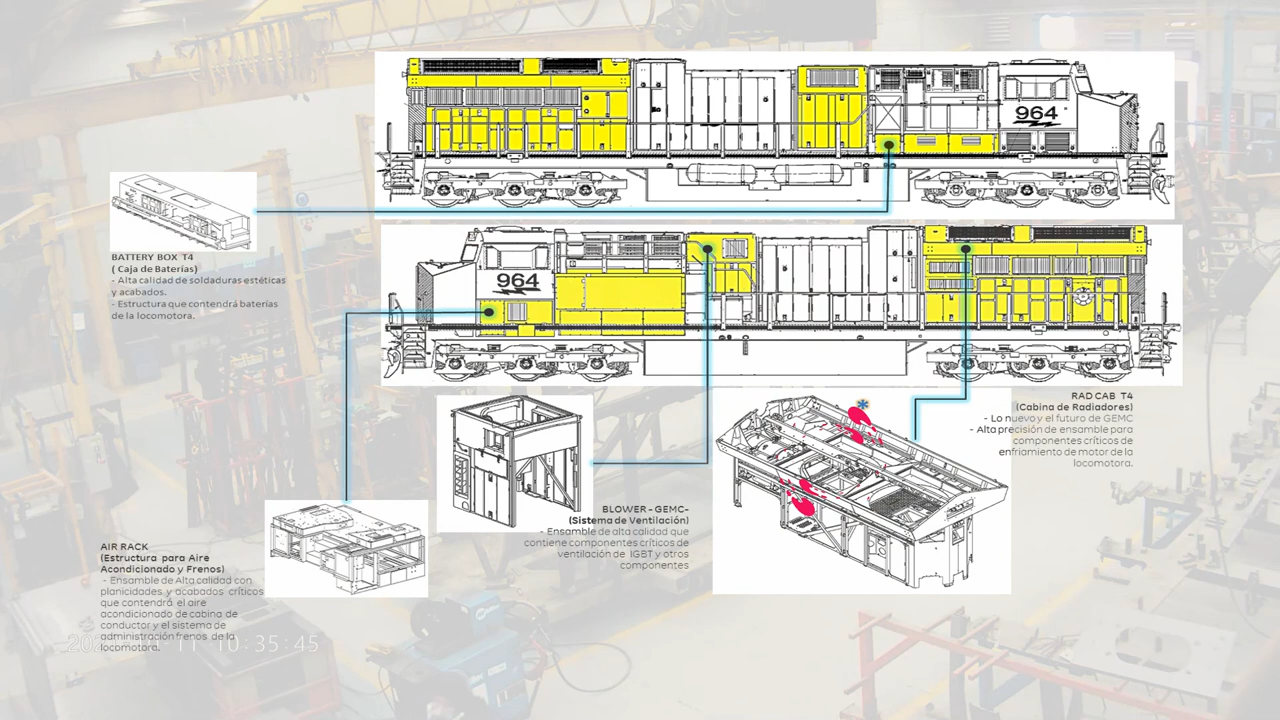 964
964
BATTERY BOX T4
( Caja de Baterías)
- Alta calidad de soldaduras estéticas
y acabados.
- Estructura que contendrá baterías
de la locomotora.
RAD CAB T4
(Cabina de Radiadores)
- Lo nuevo y el futuro de GEMC
- Alta precisión de ensamble para
componentes críticos de
enfriamiento de motor de la
locomotora.
*
BLOWER - GEMC-
(Sistema de Ventilación)
- Ensamble de alta calidad que
contiene componentes críticos de
ventilación de IGBT y otros
componentes
AIR RACK
(Estructura para Aire
Acondicionado y Frenos)
- Ensamble de Alta calidad con
planicidades y acabados críticos
que contendrá el aire
acondicionado de cabina de
conductor y el sistema de
administración frenos de la
locomotora.
10:35:45